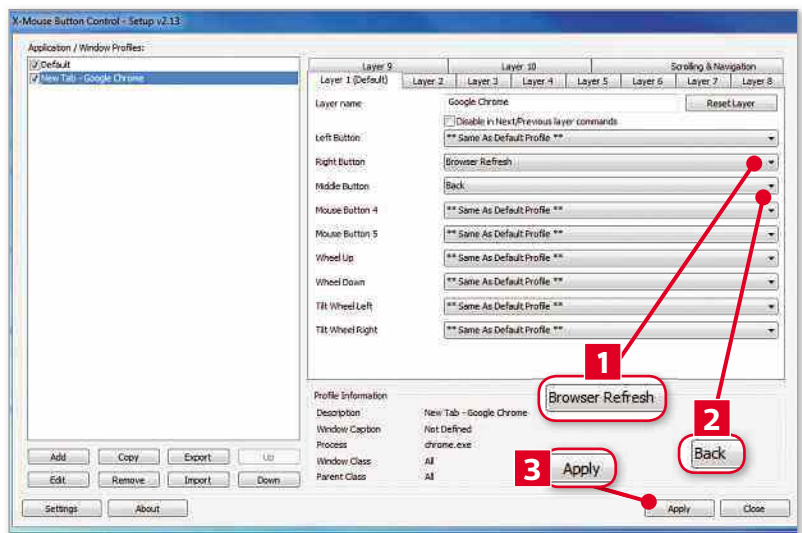 X-Mouse Button Control - Setup v2.13
Application / Window Profiles:
Default
New Tab - Google Chrome
Layer 9
Layer 10
Scrolling & Navigation
Layer 1 (Default)
Layer 2
Layer 3
Layer 4
Layer 5
Layer 6
Layer 7
Layer 8
Layer name
Google Chrome
Reset Layer
Disable in Next/Previous layer commands
Left Button
** Same As Default Profile **
Right Button
Browser Refresh
Middle Button
Back
Mouse Button 4
** Same As Default Profile **
Mouse Button 5
** Same As Default Profile **
Wheel Up
** Same As Default Profile **
Wheel Down
** Same As Default Profile **
Tilt Wheel Left
** Same As Default Profile **
Tilt Wheel Right
** Same As Default Profile **
1
Browser Refresh
2
Back
3
Apply
Profile Information
Description
New Tab - Google Chrome
Window Caption
Not Defined
Process
chrome.exe
Window Class
All
Parent Class
All
Add
Copy
Export
Up
Edit
Remove
Import
Down
Settings
About
Apply
Close